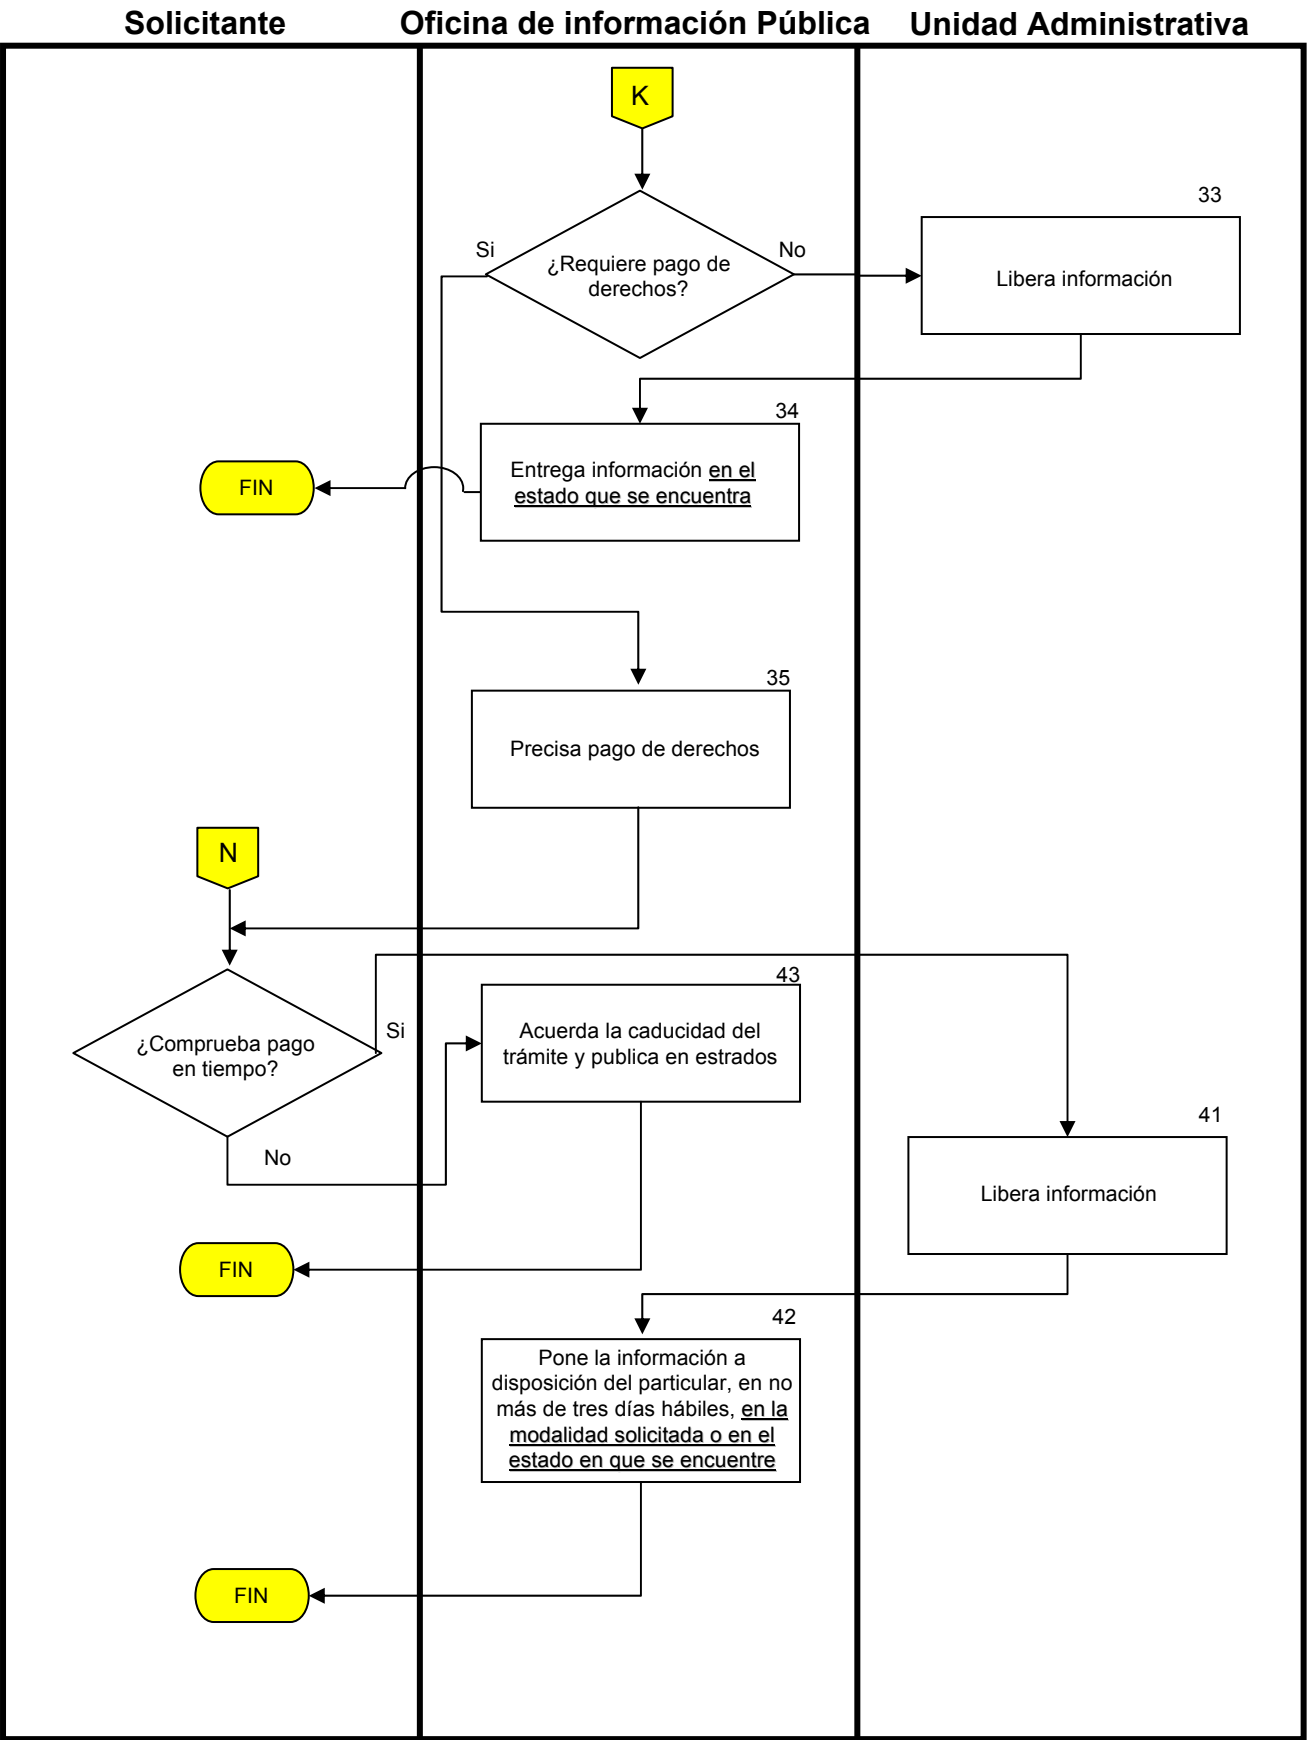 Solicitante
Oficina de información Pública
Unidad Administrativa
K
33
Si
No
¿Requiere pago de
derechos?
Libera información
34
Entrega información en el
estado que se encuentra
FIN
35
Precisa pago de derechos
N
43
Si
¿Comprueba pago
en tiempo?
Acuerda la caducidad del
trámite y publica en estrados
41
No
Libera información
FIN
42
Pone la información a
disposición del particular, en no
más de tres días hábiles, en la
modalidad solicitada o en el
estado en que se encuentre
FIN